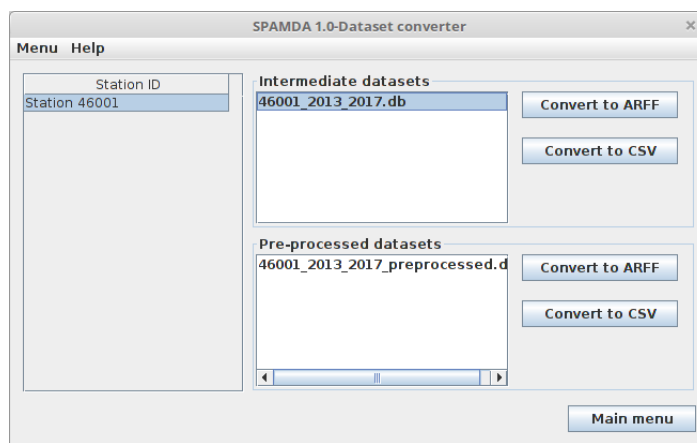 SPAMDA 1.0-Dataset converter
Menu Help
Station ID
Station 46001
Intermediate datasets
46001_2013_2017.db
Convert to ARFF
Convert to CSV
Pre-processed datasets
46001_2013_2017_preprocessed.d
Convert to ARFF
Convert to CSV
Main menu